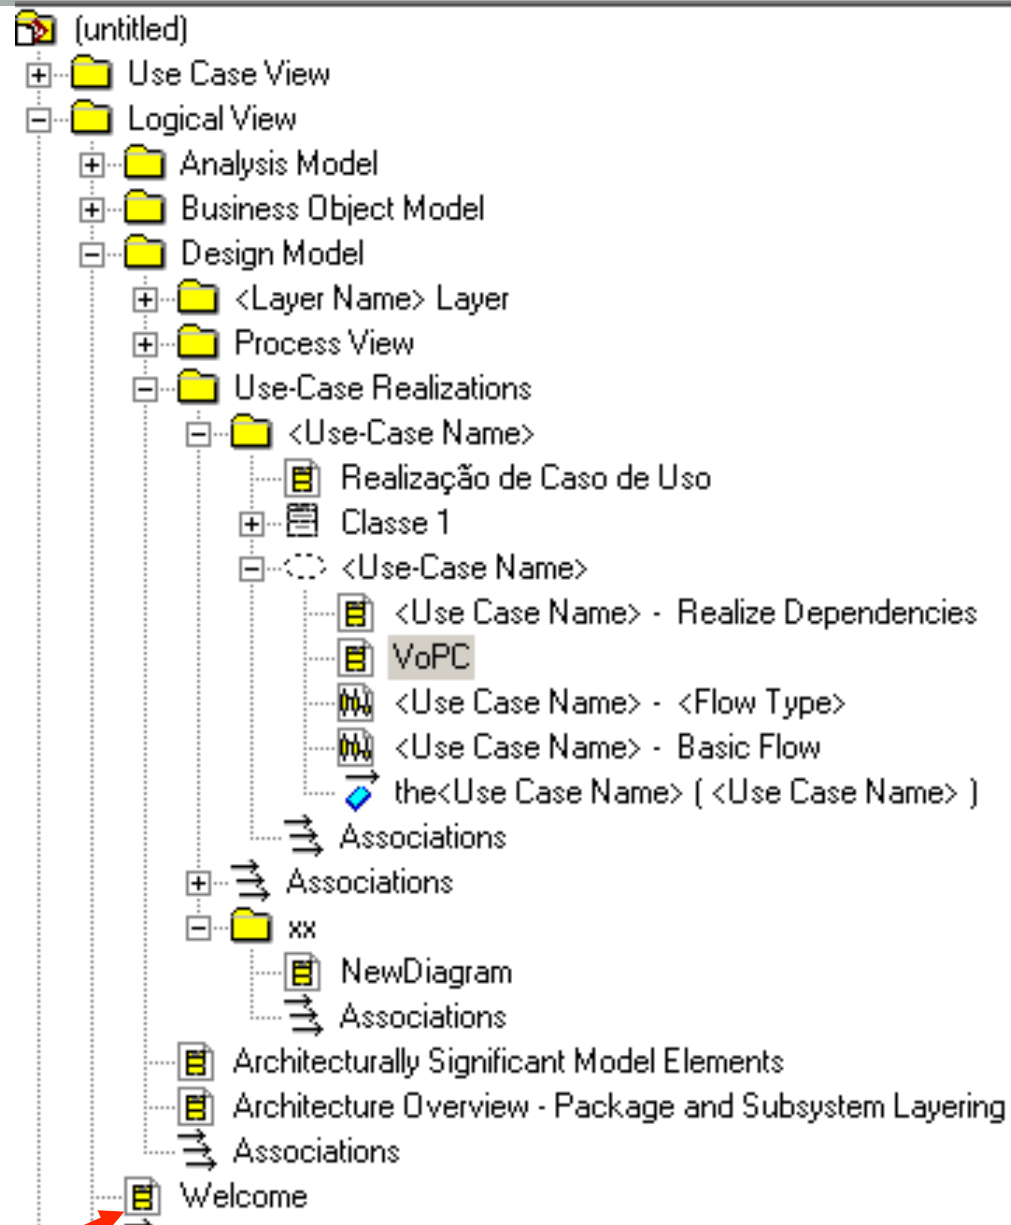 (untitled)
Use Case View
Logical View
Analysis Model
Business Object Model
Design Model
<Layer Name> Layer
Process View
Use-Case Realizations
<Use-Case Name>
Realização de Caso de Uso
Classe 1
<Use-Case Name>
<Use Case Name> - Realize Dependencies
VoPC
<Use Case Name> - <Flow Type>
<Use Case Name> - Basic Flow
the<Use Case Name> ( <Use Case Name> )
Associations
Associations
xx
NewDiagram
Associations
Architecturally Significant Model Elements
Architecture Overview - Package and Subsystem Layering
Associations
Welcome